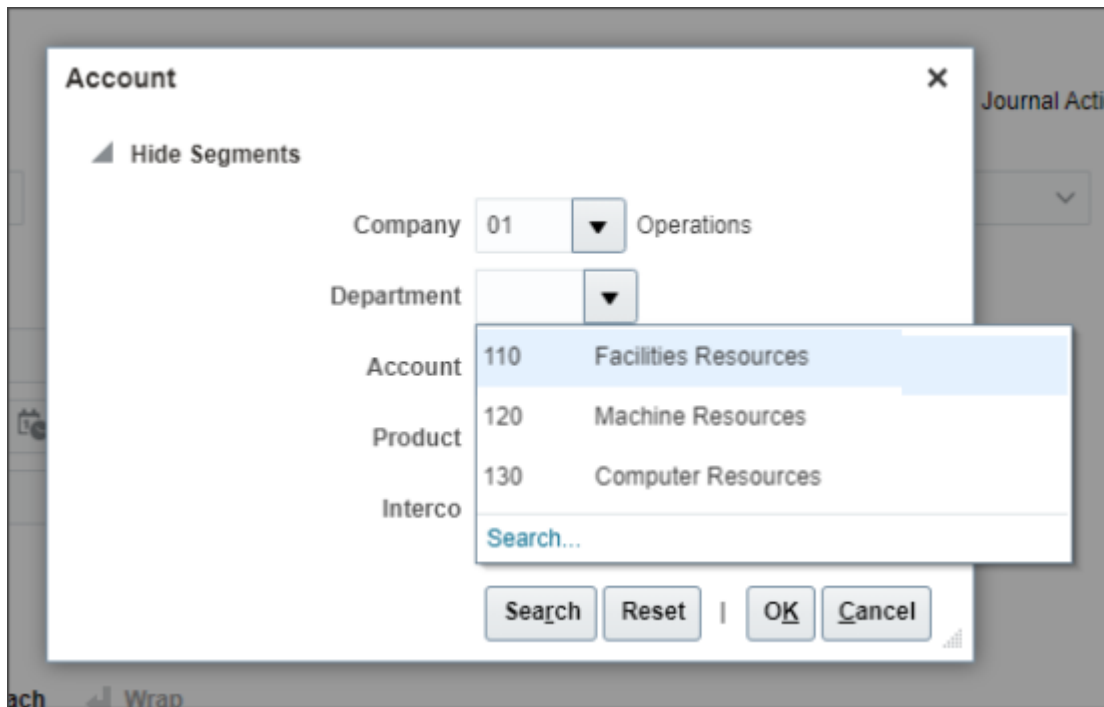 Account
Journal Acti
Hide Segments
Company 01 Operations
Department
Account
110 Facilities Resources
120 Machine Resources
Product
130 Computer Resources
Interco
Search...
Search Reset | OK Cancel
ach Wrap